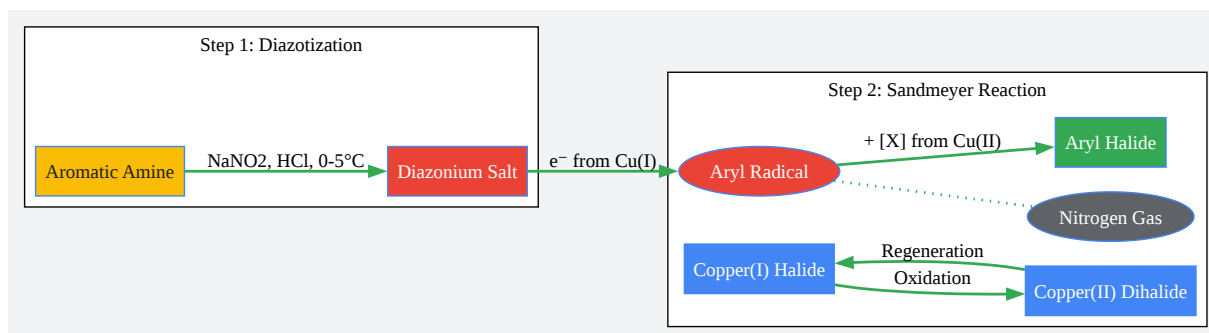 Step 1: Diazotization
Aromatic Amine
NaNO2, HCl, 0-5°C
Diazonium Salt
e⁻ from Cu(I)
Step 2: Sandmeyer Reaction
Aryl Radical
+ [X] from Cu(II)
Aryl Halide
Nitrogen Gas
Copper(I) Halide
Regeneration
Oxidation
Copper(II) Dihalide